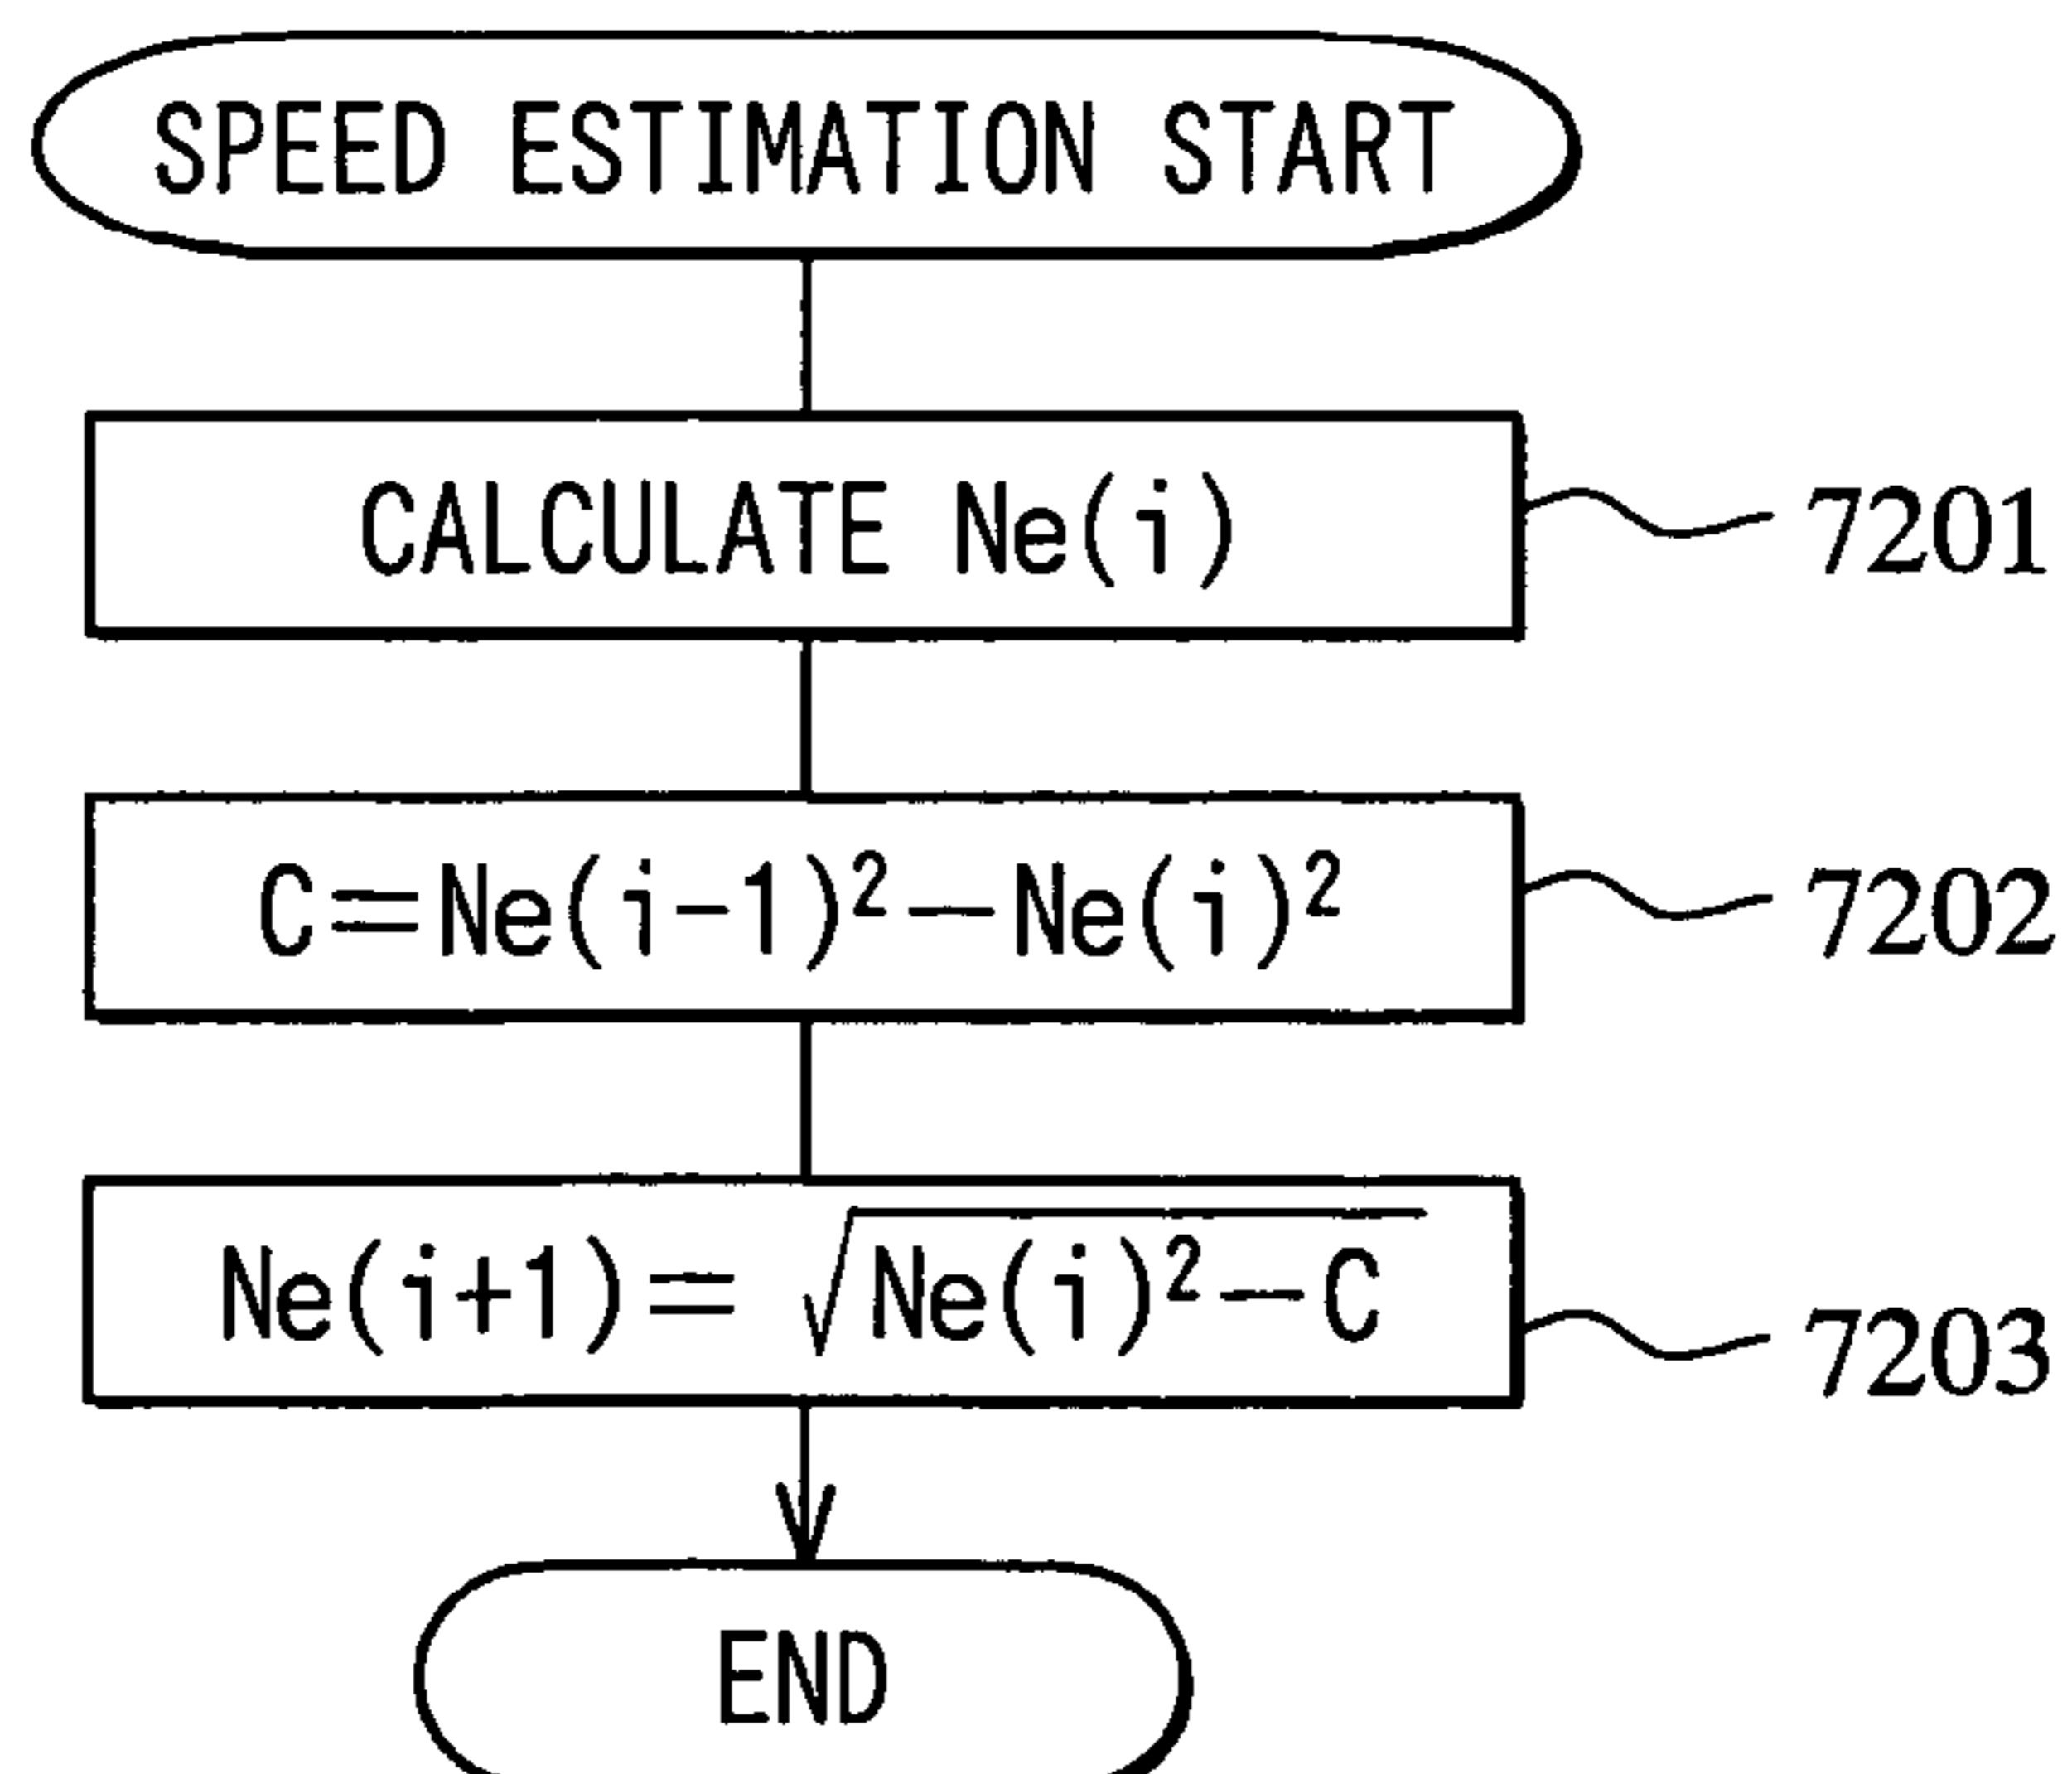 SPEED ESTIMATION START
CALCULATE Ne(i)
7201
C=Ne(i-1)²-Ne(i)²
7202
Ne(i+1)=√Ne(i)²-C
7203
END